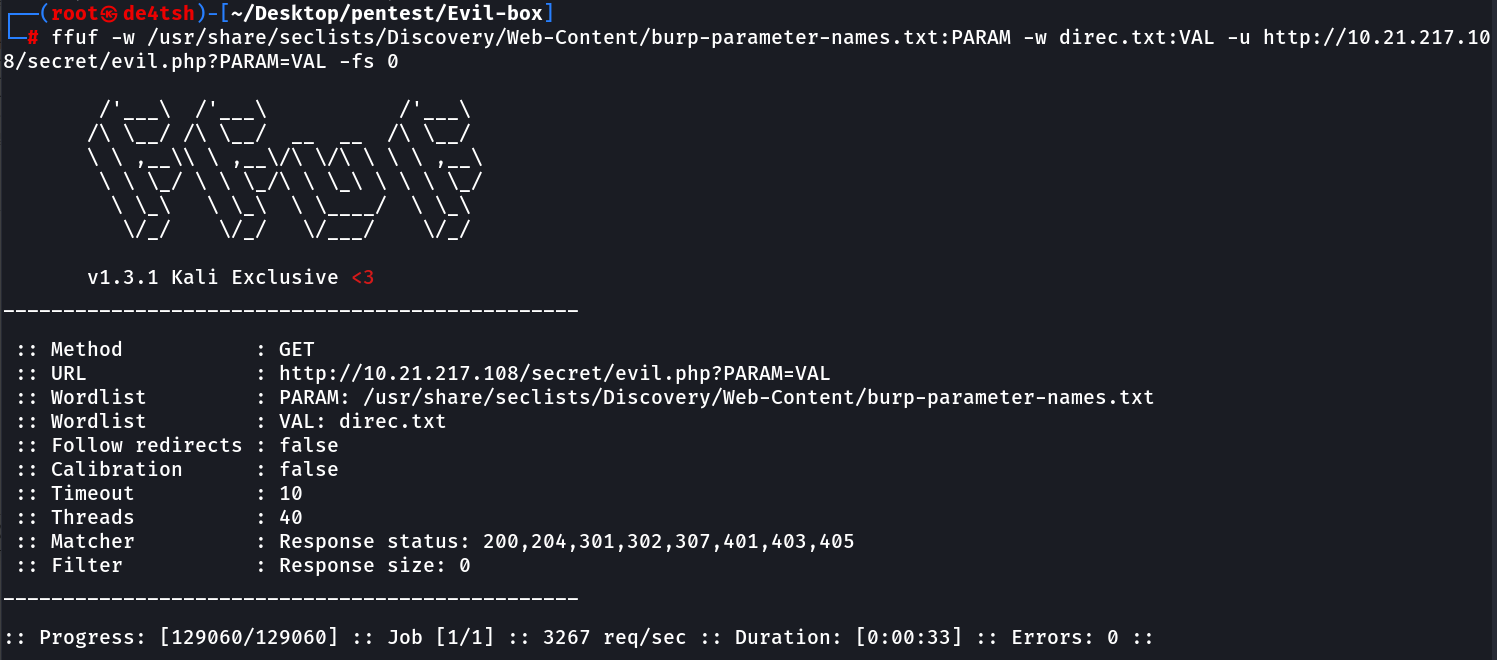 ┌──(root㉿de4tsh)-[~/Desktop/pentest/Evil-box]
└─# ffuf -w /usr/share/seclists/Discovery/Web-Content/burp-parameter-names.txt:PARAM -w direc.txt:VAL -u http://10.21.217.10
8/secret/evil.php?PARAM=VAL -fs 0

        /'___\  /'___\           /'___\
       /\ \__/ /\ \__/  __  __  /\ \__/
       \ \ ,__\\ \ ,__\/\ \/\ \ \ \ ,__\
        \ \ \_/ \ \ \_/\ \ \_\ \ \ \ \_/
         \ \_\   \ \_\  \ \____/  \ \_\
          \/_/    \/_/   \/___/    \/_/

       v1.3.1 Kali Exclusive <3
________________________________________________

 :: Method           : GET
 :: URL              : http://10.21.217.108/secret/evil.php?PARAM=VAL
 :: Wordlist         : PARAM: /usr/share/seclists/Discovery/Web-Content/burp-parameter-names.txt
 :: Wordlist         : VAL: direc.txt
 :: Follow redirects : false
 :: Calibration      : false
 :: Timeout          : 10
 :: Threads          : 40
 :: Matcher          : Response status: 200,204,301,302,307,401,403,405
 :: Filter           : Response size: 0
________________________________________________

:: Progress: [129060/129060] :: Job [1/1] :: 3267 req/sec :: Duration: [0:00:33] :: Errors: 0 ::